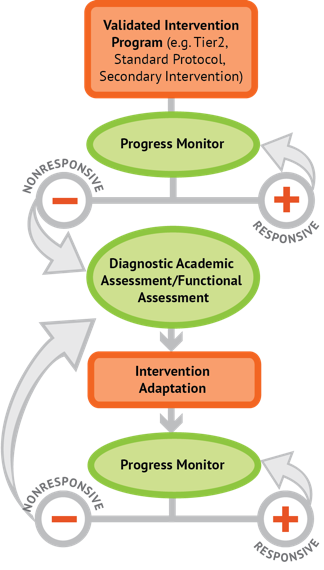 Validated Intervention
Program (e.g. Tier2,
Standard Protocol,
Secondary Intervention)
Progress Monitor
NONRESPONSIVE
RESPONSIVE
Diagnostic Academic
Assessment/Functional
Assessment
Intervention
Adaptation
Progress Monitor
NONRESPONSIVE
RESPONSIVE